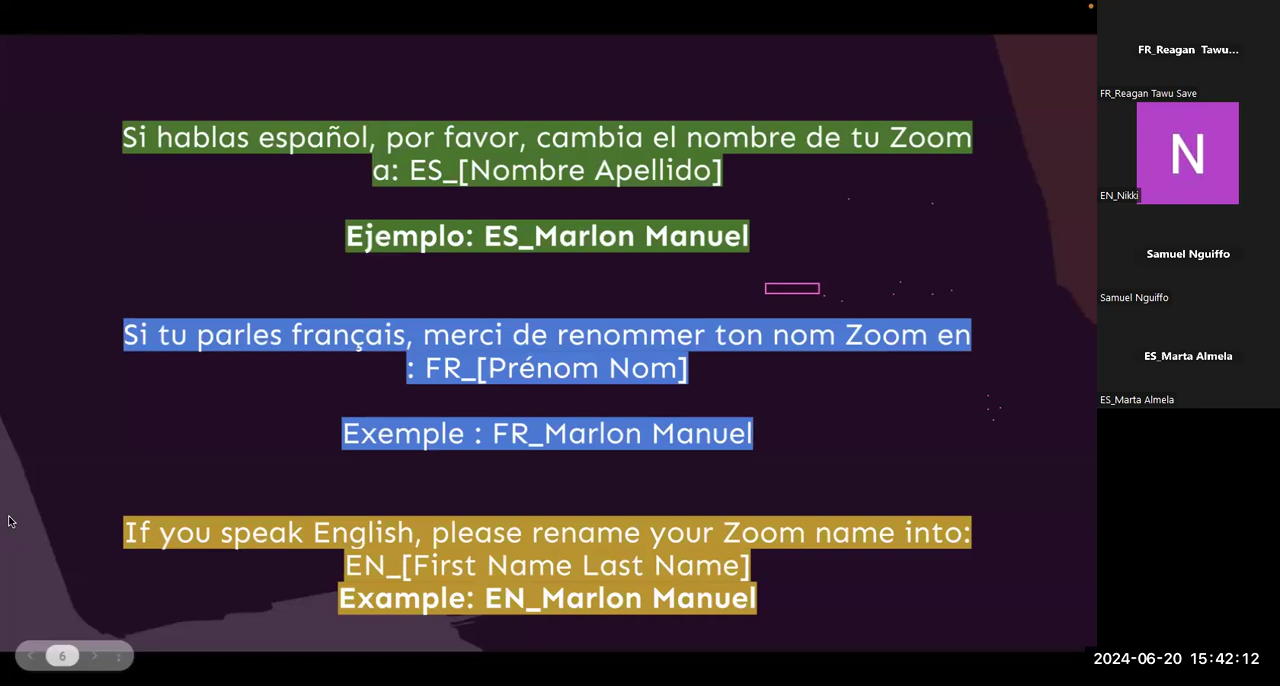 Si hablas español, por favor, cambia el nombre de tu Zoom
a: ES_[Nombre Apellido]
Ejemplo: ES_Marlon Manuel
Si tu parles français, merci de renommer ton nom Zoom en
: FR_[Prénom Nom]
Exemple : FR_Marlon Manuel
If you speak English, please rename your Zoom name into:
EN_[First Name Last Name]
Example: EN_Marlon Manuel
6
FR_Reagan Tawu...
FR_Reagan Tawu Save
N
EN_Nikki
Samuel Nguiffo
Samuel Nguiffo
ES_Marta Almela
ES_Marta Almela
2024-06-20 15:42:12